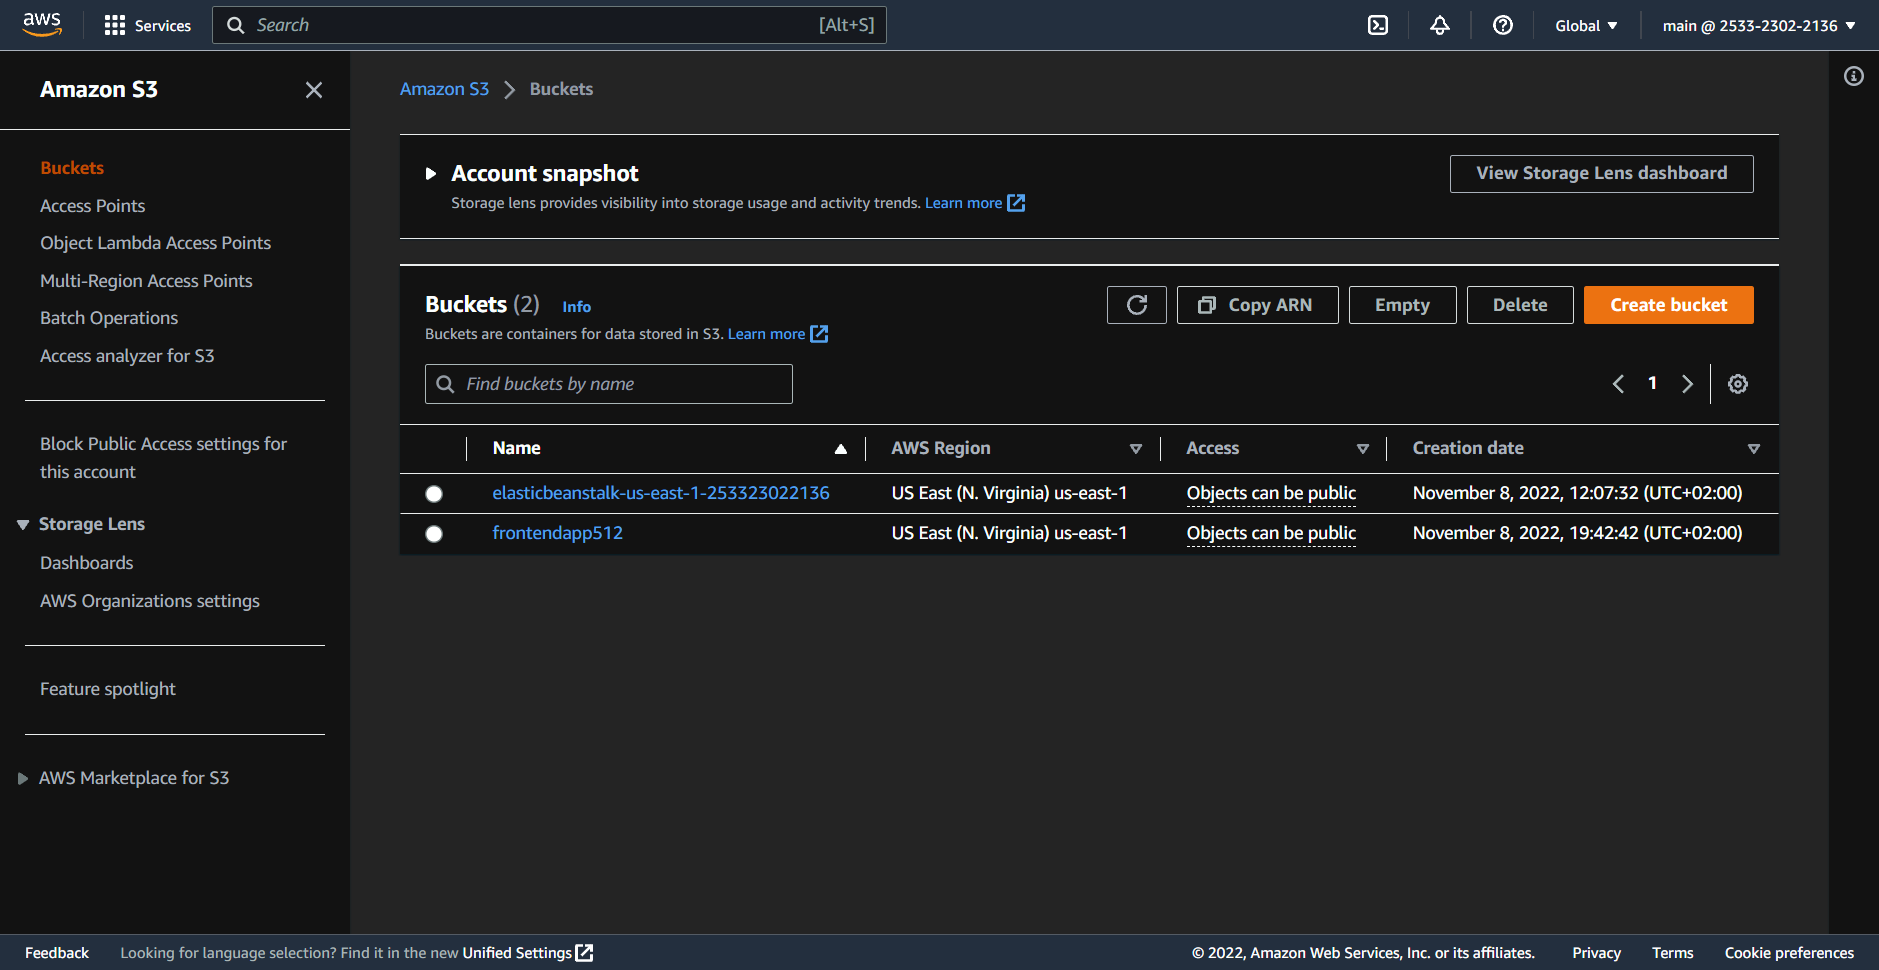 aws Services Search [Alt+S] Global main @ 2533-2302-2136
Amazon S3
Buckets
Access Points
Object Lambda Access Points
Multi-Region Access Points
Batch Operations
Access analyzer for S3
Block Public Access settings for
this account
Storage Lens
Dashboards
AWS Organizations settings
Feature spotlight
AWS Marketplace for S3
Amazon S3 Buckets
Account snapshot
Storage lens provides visibility into storage usage and activity trends. Learn more
View Storage Lens dashboard
Buckets (2) Info
Buckets are containers for data stored in S3. Learn more
Copy ARN Empty Delete Create bucket
Find buckets by name
1
Name AWS Region Access Creation date
elasticbeanstalk-us-east-1-253323022136 US East (N. Virginia) us-east-1 Objects can be public November 8, 2022, 12:07:32 (UTC+02:00)
frontendapp512 US East (N. Virginia) us-east-1 Objects can be public November 8, 2022, 19:42:42 (UTC+02:00)
Feedback Looking for language selection? Find it in the new Unified Settings © 2022, Amazon Web Services, Inc. or its affiliates. Privacy Terms Cookie preferences